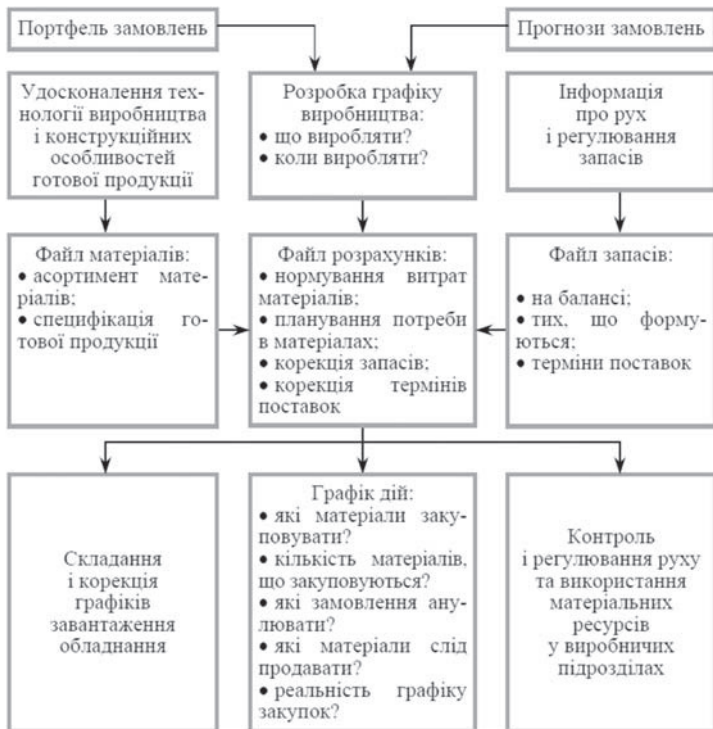 Портфель замовлень
Прогнози замовлень
Удосконалення тех-
нології виробництва
і конструкційних
особливостей
готової продукції
Розробка графіку
виробництва:
● що виробляти?
● коли виробляти?
Інформація
про рух
і регулювання
запасів
Файл матеріалів:
● асортимент мате-
ріалів;
● специфікація го-
тової продукції
Файл розрахунків:
● нормування витрат
матеріалів;
● планування потреби
в матеріалах;
● корекція запасів;
● корекція термінів
поставок
Файл запасів:
● на балансі;
● тих, що форму-
ються;
● терміни поставок
Складання
і корекція
графіків
завантаження
обладнання
Графік дій:
● які матеріали заку-
повувати?
● кількість матеріалів,
що закуповуються?
● які замовлення ану-
лювати?
● які матеріали слід
продавати?
● реальність графіку
закупок?
Контроль
і регулювання руху
та використання
матеріальних
ресурсів
у виробничих
підрозділах